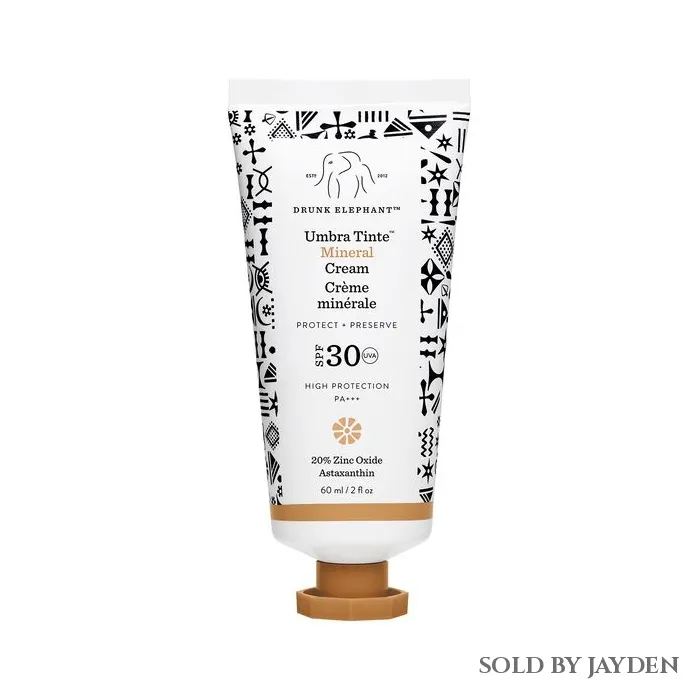 ESTᴰ 2012
DRUNK ELEPHANT™
Umbra Tinte™
Mineral
Cream
Crème
minérale
PROTECT + PRESERVE
SPF 30 UVA
HIGH PROTECTION
PA+++
20% Zinc Oxide
Astaxanthin
60 ml / 2 fl oz
SOLD BY JAYDEN